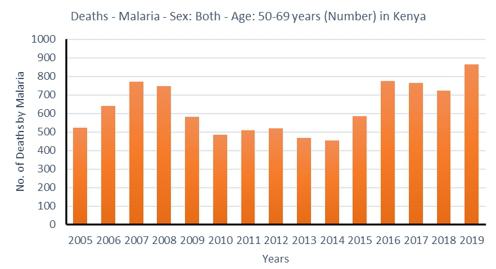 Deaths - Malaria - Sex: Both - Age: 50-69 years (Number) in Kenya
No. of Deaths by Malaria
1000
900
800
700
600
500
400
300
200
100
0
2005 2006 2007 2008 2009 2010 2011 2012 2013 2014 2015 2016 2017 2018 2019
Years